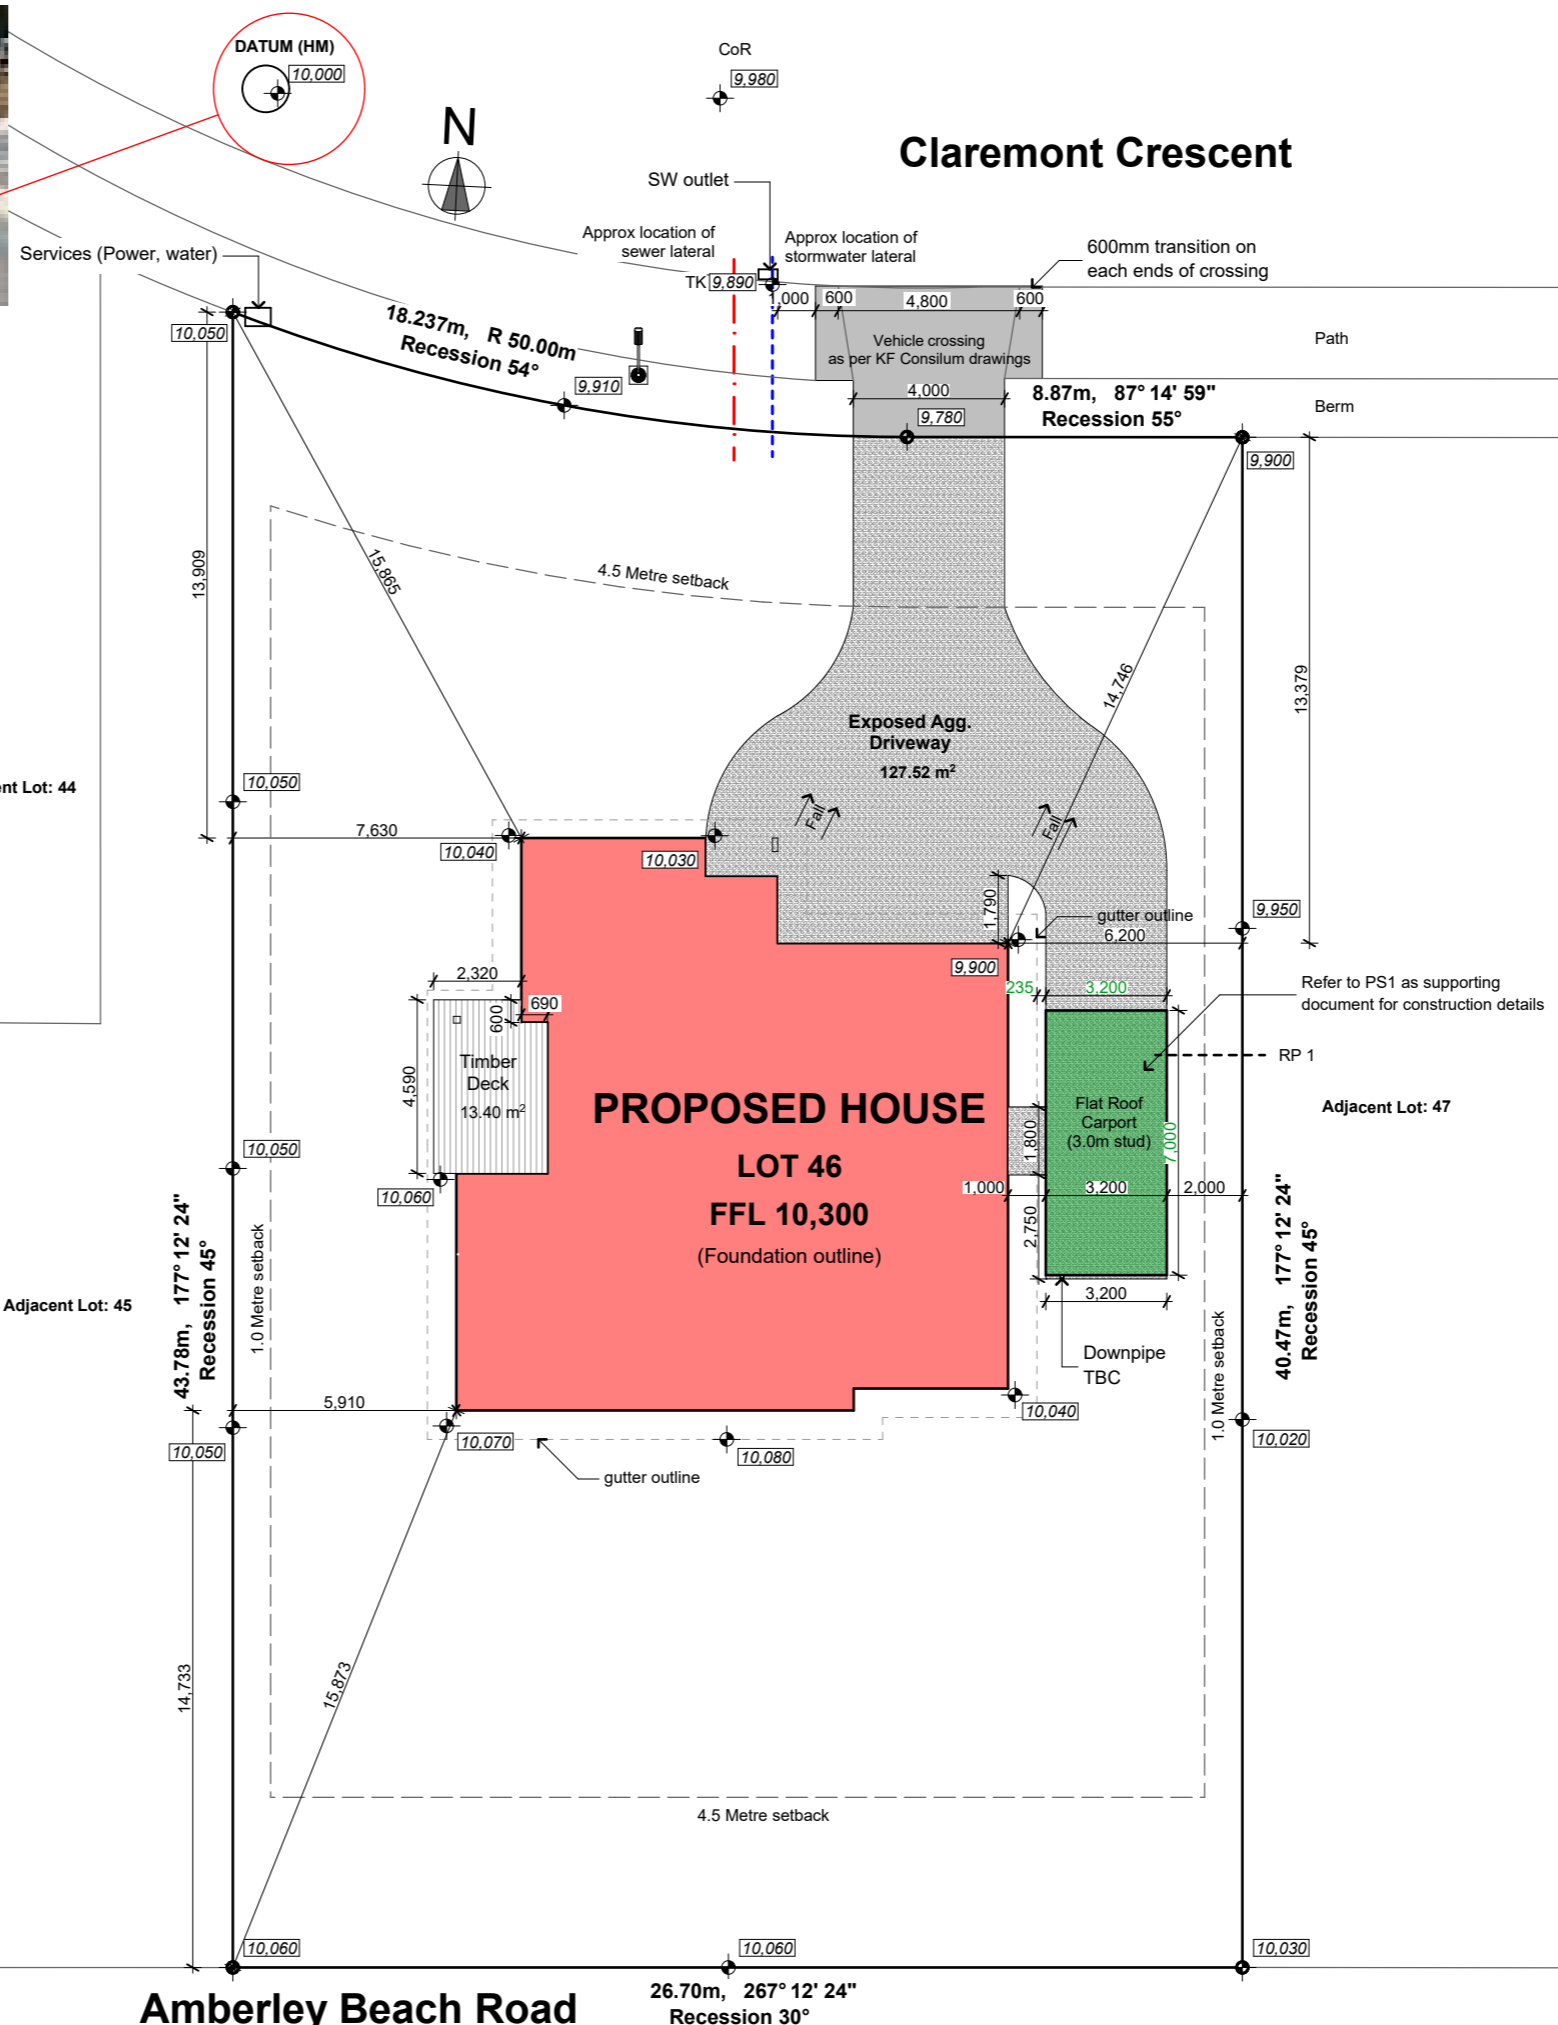 DATUM (HM)
10,000
CoR
9,980
N
Claremont Crescent
SW outlet
Approx location of
sewer lateral
Approx location of
stormwater lateral
600mm transition on
each ends of crossing
Services (Power, water)
TK 9,890
1,000
600
4,800
600
10,050
18.237m, R 50.00m
Recession 54°
Vehicle crossing
as per KF Consilum drawings
Path
9,910
4,000
8.87m, 87° 14' 59"
Recession 55°
Berm
9,780
9,900
13,909
15,865
4.5 Metre setback
14,746
13,379
Exposed Agg.
Driveway
127.52 m²
Fall
Fall
ent Lot: 44
10,050
7,630
10,040
10,030
1,790
gutter outline
9,950
6,200
9,900
235
3,200
Refer to PS1 as supporting
document for construction details
2,320
690
600
4,590
Timber
Deck
13.40 m²
RP 1
PROPOSED HOUSE
LOT 46
FFL 10,300
(Foundation outline)
Flat Roof
Carport
(3.0m stud)
7,000
1,800
Adjacent Lot: 47
10,050
10,060
1,000
3,200
2,000
2,750
3,200
43.78m, 177° 12' 24"
Recession 45°
1.0 Metre setback
Adjacent Lot: 45
40.47m, 177° 12' 24"
Recession 45°
1.0 Metre setback
Downpipe
TBC
5,910
10,050
10,070
10,080
10,040
10,020
gutter outline
14,733
15,873
4.5 Metre setback
10,060
10,060
10,030
26.70m, 267° 12' 24"
Recession 30°
Amberley Beach Road